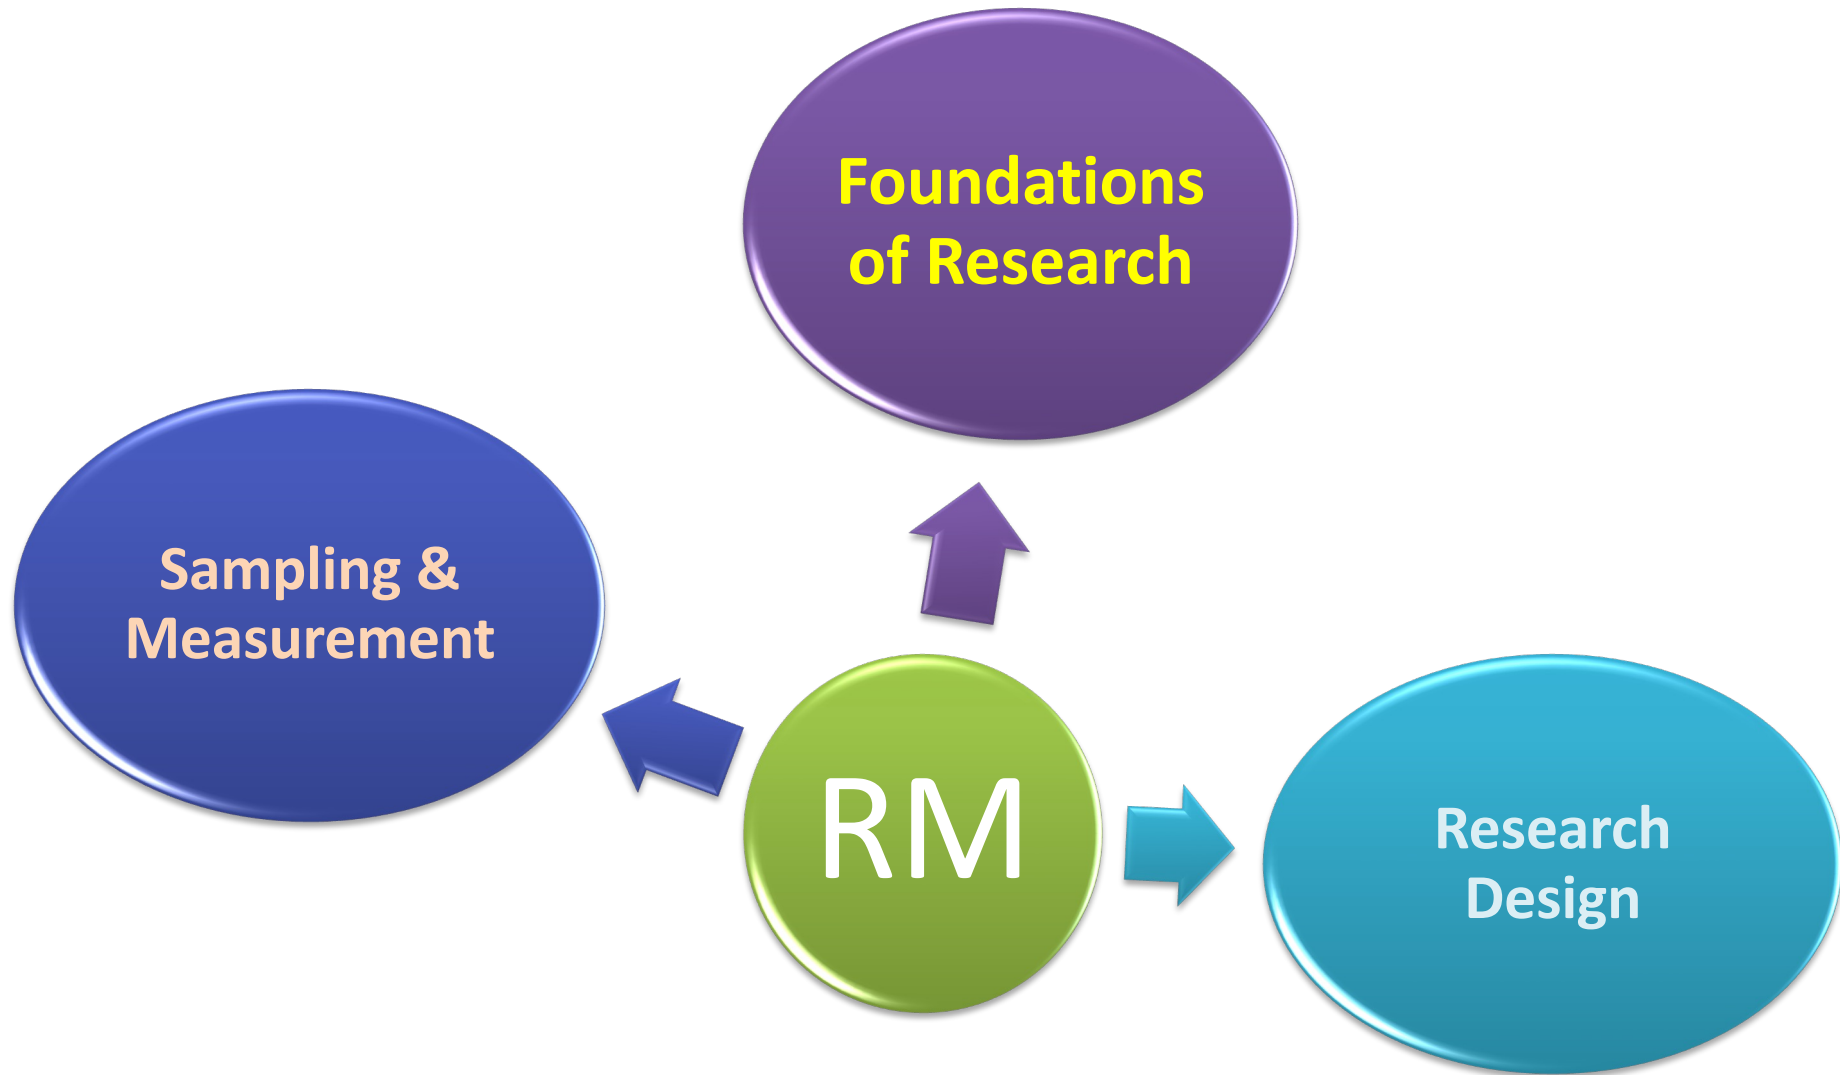 Foundations
of Research
Sampling &
Measurement
RM
Research
Design